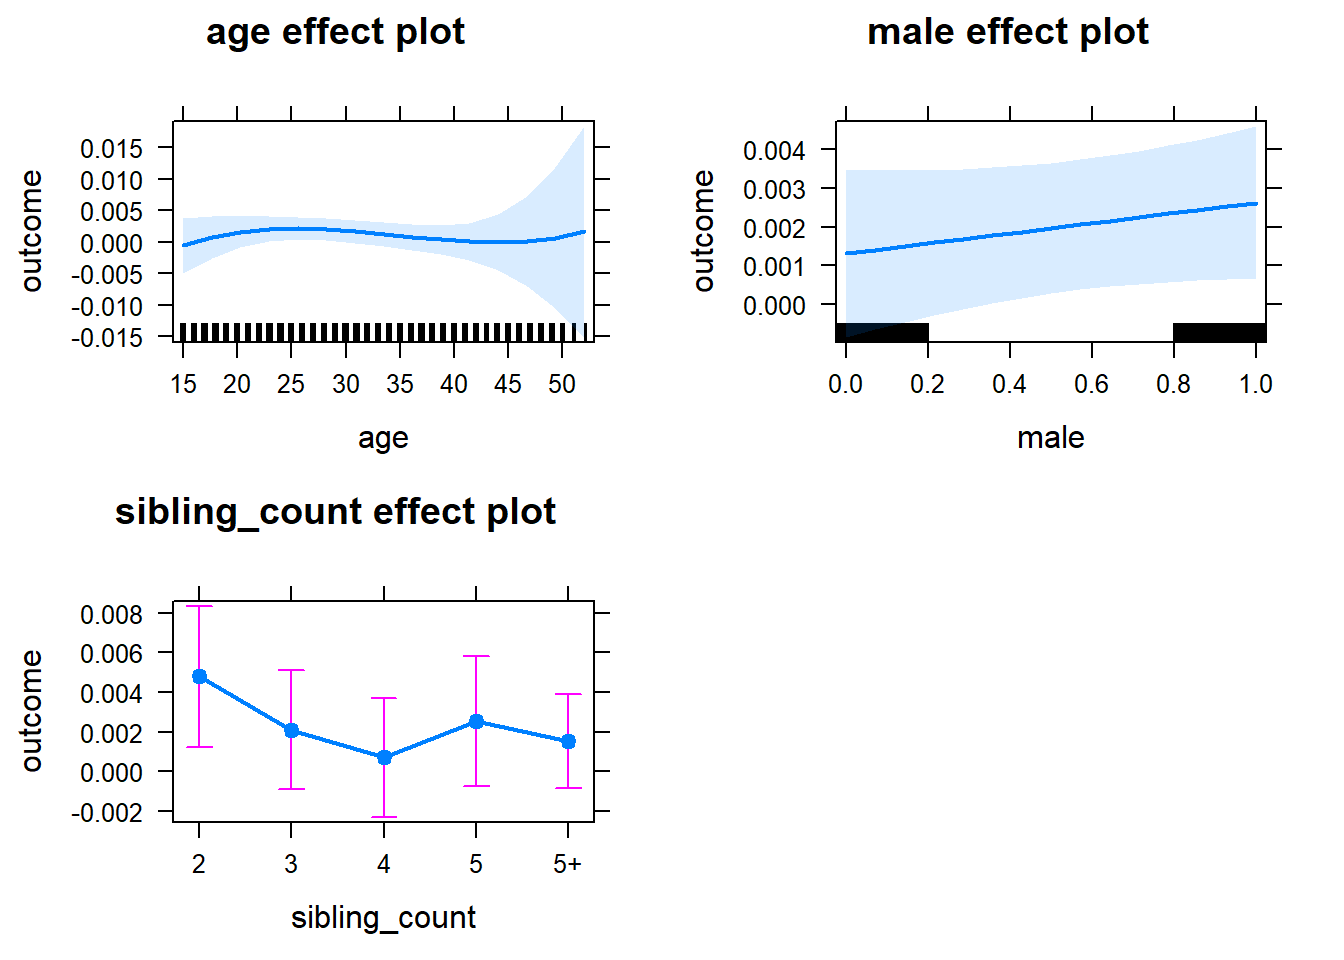 age effect plot
outcome
0.015
0.010
0.005
0.000
-0.005
-0.010
-0.015
15 20 25 30 35 40 45 50
age
male effect plot
outcome
0.004
0.003
0.002
0.001
0.000
0.0 0.2 0.4 0.6 0.8 1.0
male
sibling_count effect plot
outcome
0.008
0.006
0.004
0.002
0.000
-0.002
2 3 4 5 5+
sibling_count